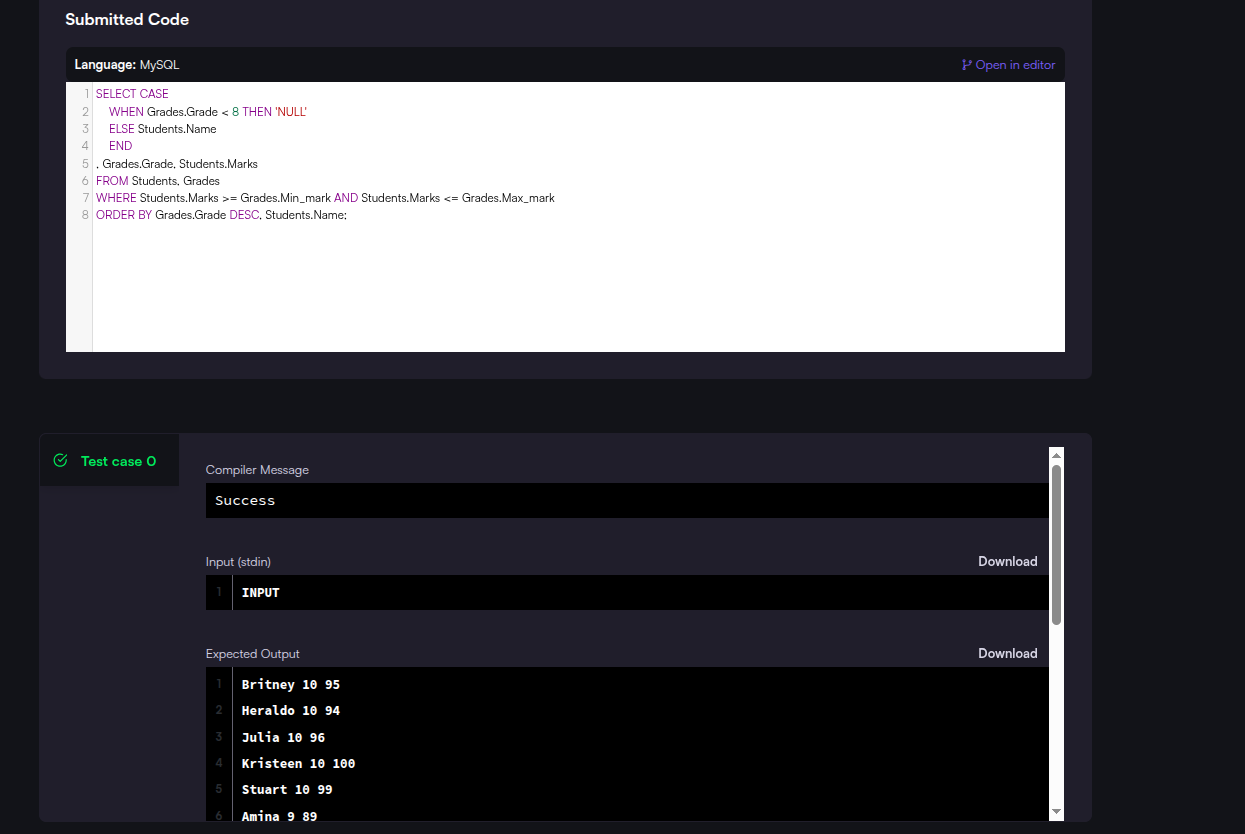 Submitted Code
Language: MySQL
Open in editor
1 SELECT CASE
2 WHEN Grades.Grade < 8 THEN 'NULL'
3 ELSE Students.Name
4 END
5 , Grades.Grade, Students.Marks
6 FROM Students, Grades
7 WHERE Students.Marks >= Grades.Min_mark AND Students.Marks <= Grades.Max_mark
8 ORDER BY Grades.Grade DESC, Students.Name;
Test case 0
Compiler Message
Success
Input (stdin)
Download
1 INPUT
Expected Output
Download
1 Britney 10 95
2 Heraldo 10 94
3 Julia 10 96
4 Kristeen 10 100
5 Stuart 10 99
6 Amina 9 89